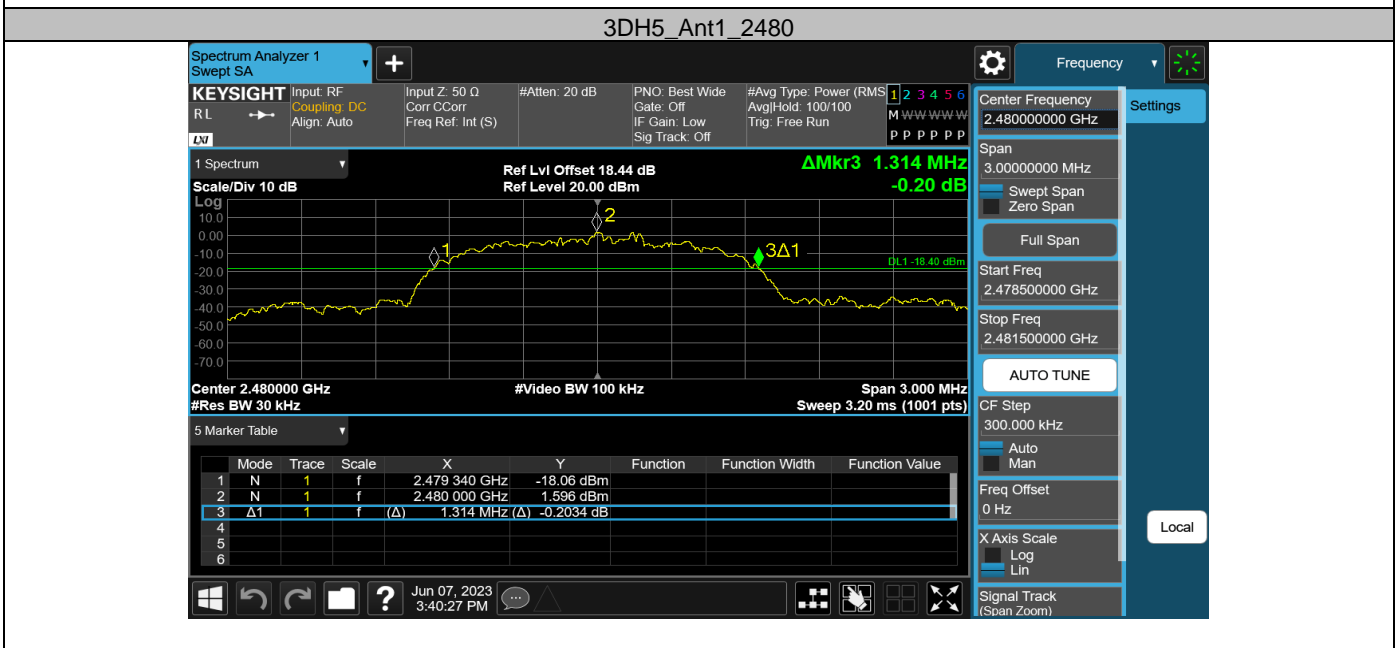 3DH5_Ant1_2480
Spectrum Analyzer 1
Swept SA
Frequency
KEYSIGHT
RL
LXI
Input: RF
Coupling: DC
Align: Auto
Input Z: 50 Ω
Corr CCorr
Freq Ref: Int (S)
#Atten: 20 dB
PNO: Best Wide
Gate: Off
IF Gain: Low
Sig Track: Off
#Avg Type: Power (RMS
Avg|Hold: 100/100
Trig: Free Run
1 2 3 4 5 6
M W W W W W
P P P P P P
1 Spectrum
Scale/Div 10 dB
Ref Lvl Offset 18.44 dB
Ref Level 20.00 dBm
ΔMkr3 1.314 MHz
-0.20 dB
Log
10.0
0.00
-10.0
-20.0
-30.0
-40.0
-50.0
-60.0
-70.0
1
2
3Δ1
DL1 -18.40 dBm
Center 2.480000 GHz
#Video BW 100 kHz
Span 3.000 MHz
#Res BW 30 kHz
Sweep 3.20 ms (1001 pts)
5 Marker Table
Mode Trace Scale X Y Function Function Width Function Value
1 N 1 f 2.479 340 GHz -18.06 dBm
2 N 1 f 2.480 000 GHz 1.596 dBm
3 Δ1 1 f (Δ) 1.314 MHz (Δ) -0.2034 dB
4
5
6
Jun 07, 2023
3:40:27 PM
Center Frequency
2.480000000 GHz
Settings
Span
3.00000000 MHz
Swept Span
Zero Span
Full Span
Start Freq
2.478500000 GHz
Stop Freq
2.481500000 GHz
AUTO TUNE
CF Step
300.000 kHz
Auto
Man
Freq Offset
0 Hz
Local
X Axis Scale
Log
Lin
Signal Track
(Span Zoom)